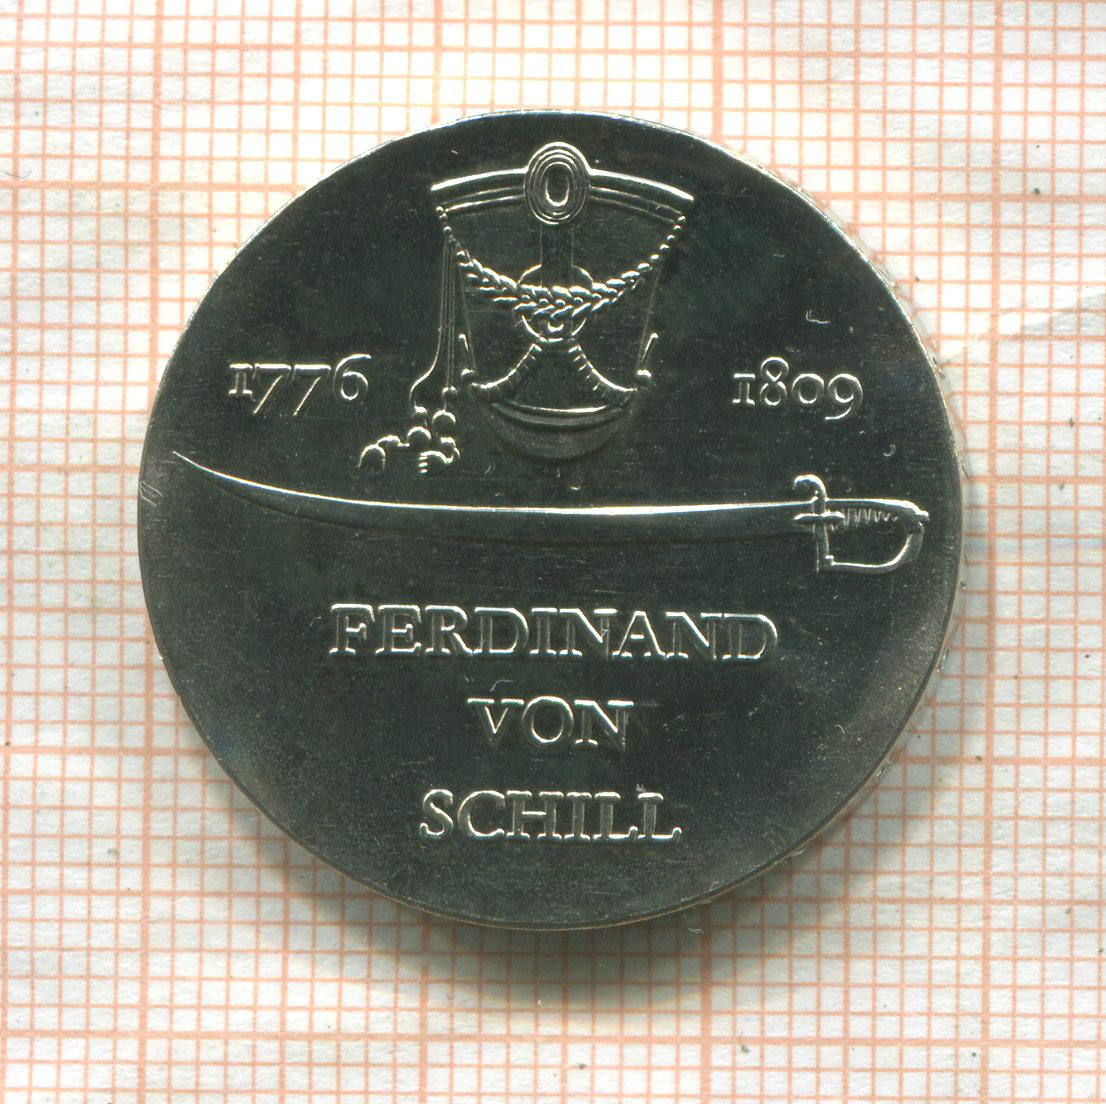 1776 1809
FERDINAND
VON
SCHILL